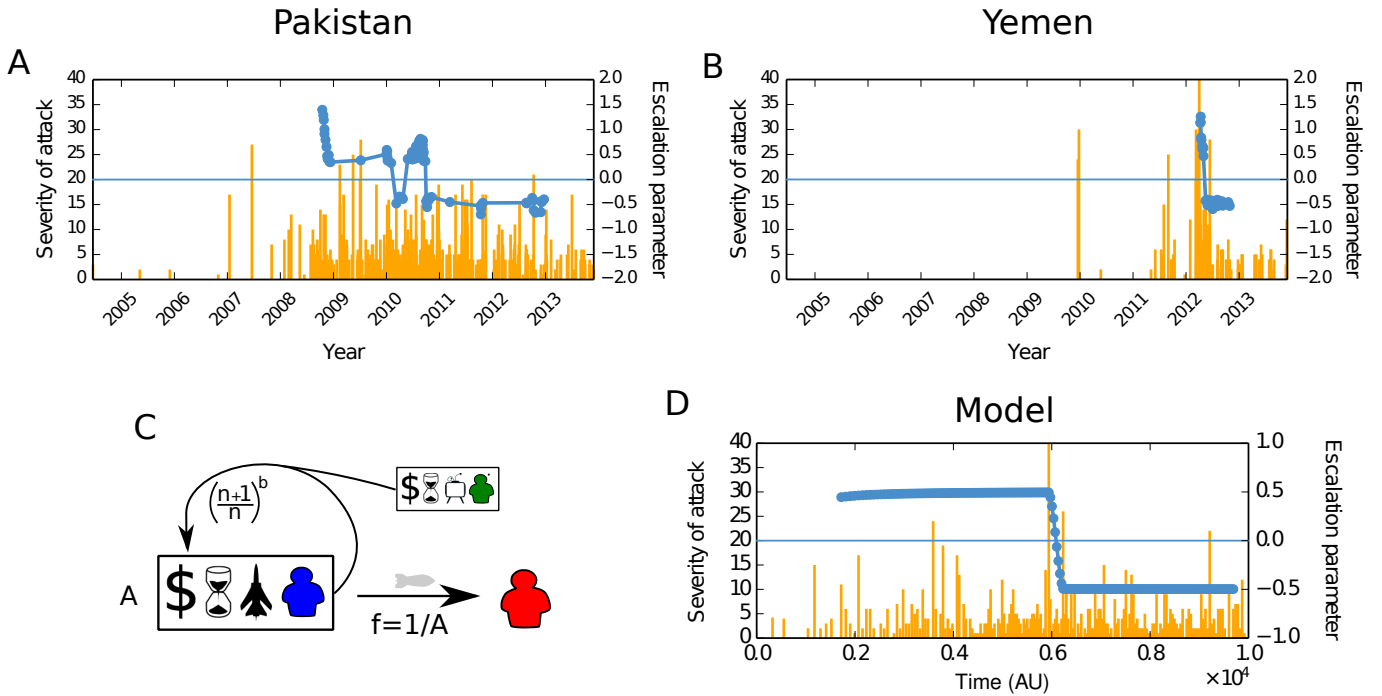 Pakistan
A
Severity of attack
40
35
30
25
20
15
10
5
0
2.0
1.5
1.0
0.5
0.0
−0.5
−1.0
−1.5
−2.0
Escalation parameter
2005 2006 2007 2008 2009 2010 2011 2012 2013
Year
Yemen
B
Severity of attack
40
35
30
25
20
15
10
5
0
2.0
1.5
1.0
0.5
0.0
−0.5
−1.0
−1.5
−2.0
Escalation parameter
2005 2006 2007 2008 2009 2010 2011 2012 2013
Year
C
(n+1/n)^b
$
A
$
f=1/A
D
Model
Severity of attack
40
35
30
25
20
15
10
5
0
1.0
0.5
0.0
−0.5
−1.0
Escalation parameter
0.0 0.2 0.4 0.6 0.8 1.0
×10⁴
Time (AU)